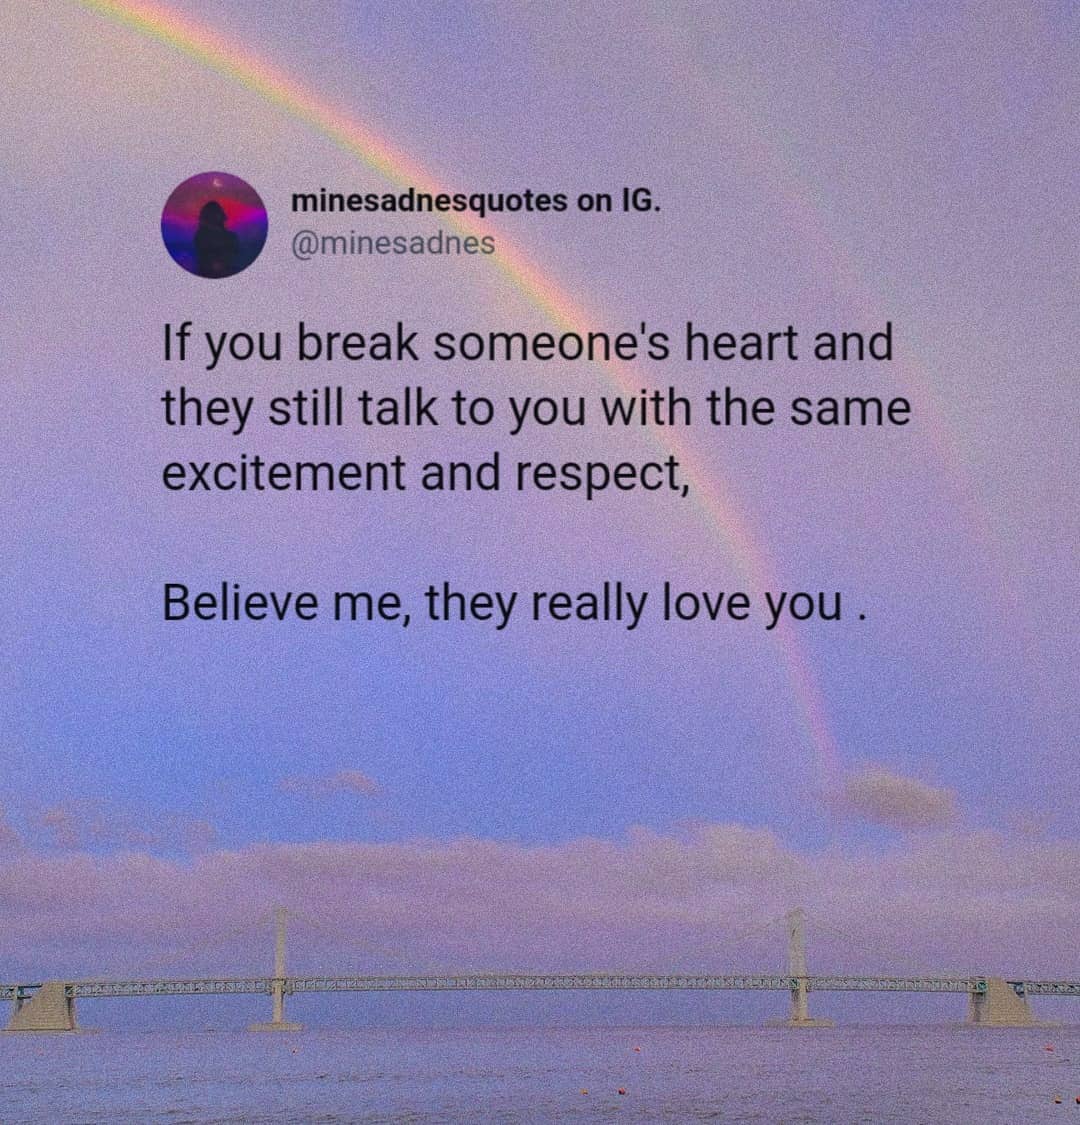 minesadnesquotes on IG.
@minesadnes
If you break someone's heart and
they still talk to you with the same
excitement and respect,
Believe me, they really love you .